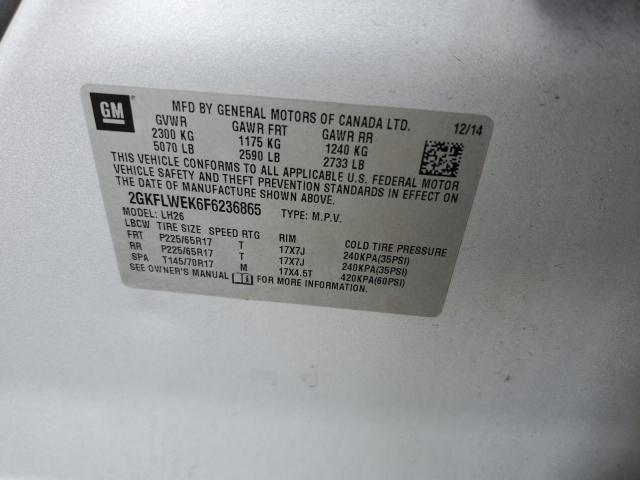 GM
MFD BY GENERAL MOTORS OF CANADA LTD. 12/14
GVWR GAWR FRT GAWR RR
2300 KG 1175 KG 1240 KG
5070 LB 2590 LB 2733 LB
THIS VEHICLE CONFORMS TO ALL APPLICABLE U.S. FEDERAL MOTOR
VEHICLE SAFETY AND THEFT PREVENTION STANDARDS IN EFFECT ON
THE DATE OF MANUFACTURE SHOWN ABOVE.
2GKFLWEK6F6236865 TYPE: M.P.V.
MODEL: LH26
LBCW TIRE SIZE SPEED RTG RIM COLD TIRE PRESSURE
FRT P225/65R17 T 17X7J 240KPA(35PSI)
RR P225/65R17 T 17X7J 240KPA(35PSI)
SPA T145/70R17 M 17X4.5T 420KPA(60PSI)
SEE OWNER'S MANUAL FOR MORE INFORMATION.